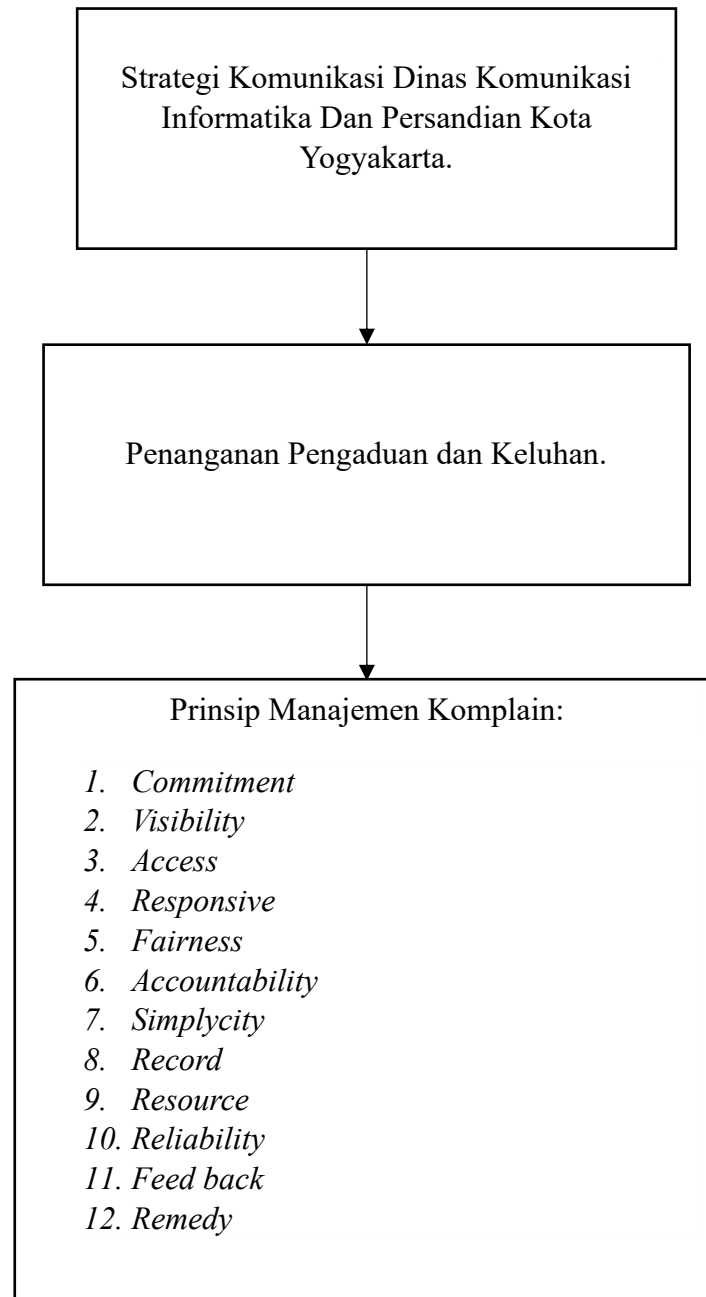 Strategi Komunikasi Dinas Komunikasi
Informatika Dan Persandian Kota
Yogyakarta.
Penanganan Pengaduan dan Keluhan.
Prinsip Manajemen Komplain:
1. Commitment
2. Visibility
3. Access
4. Responsive
5. Fairness
6. Accountability
7. Simplycity
8. Record
9. Resource
10. Reliability
11. Feed back
12. Remedy